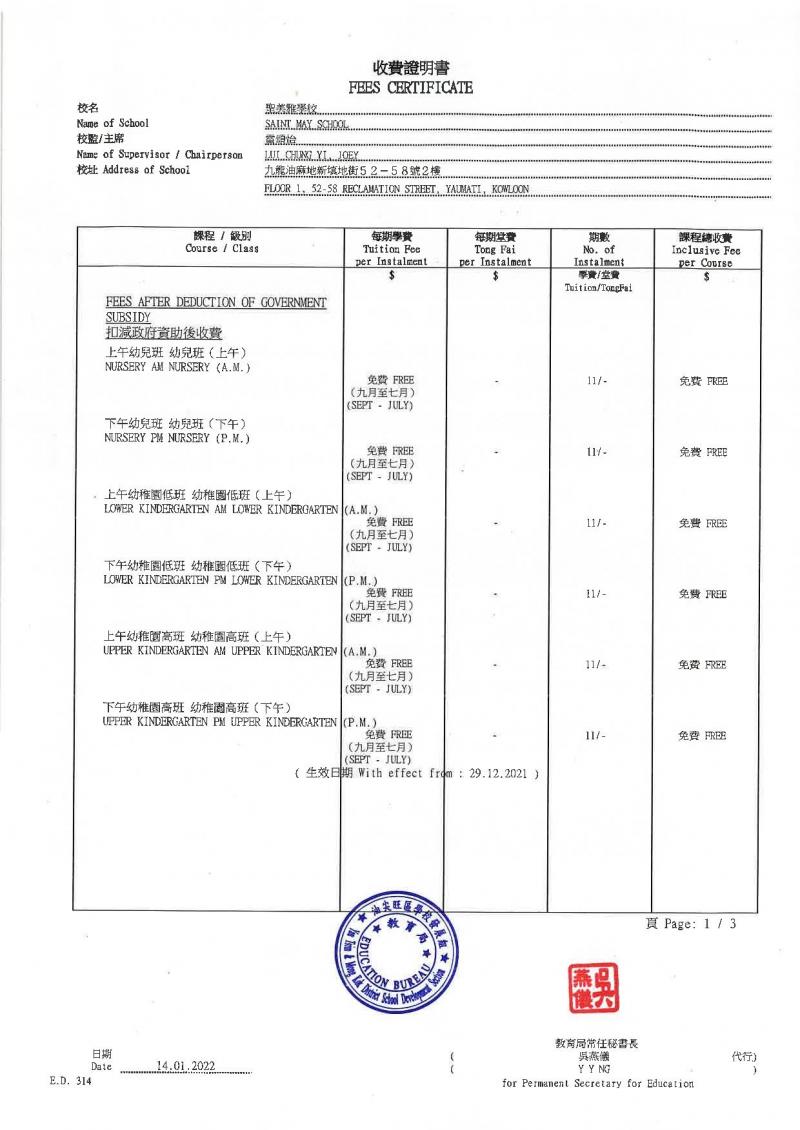 收費證明書
FEES CERTIFICATE
校名 聖美雅學校
Name of School SAINT MAY SCHOOL
校監/主席 雷頌怡
Name of Supervisor / Chairperson LUI CHUNG YI, JOEY
校址 Address of School 九龍油麻地新填地街52-58號2樓
FLOOR 1, 52-58 RECLAMATION STREET, YAUMATI, KOWLOON
課程 / 級別 每期學費 每期堂費 期數 課程總收費
Course / Class Tuition Fee Tong Fai No. of Inclusive Fee
per Instalment per Instalment Instalment per Course
$ $ 學費/堂費 $
Tuition/TongFai
FEES AFTER DEDUCTION OF GOVERNMENT
SUBSIDY
扣減政府資助後收費
上午幼兒班 幼兒班(上午)
NURSERY AM NURSERY (A.M.)
免費 FREE - 11/- 免費 FREE
(九月至七月)
(SEPT - JULY)
下午幼兒班 幼兒班(下午)
NURSERY PM NURSERY (P.M.)
免費 FREE - 11/- 免費 FREE
(九月至七月)
(SEPT - JULY)
上午幼稚園低班 幼稚園低班(上午)
LOWER KINDERGARTEN AM LOWER KINDERGARTEN (A.M.)
免費 FREE - 11/- 免費 FREE
(九月至七月)
(SEPT - JULY)
下午幼稚園低班 幼稚園低班(下午)
LOWER KINDERGARTEN PM LOWER KINDERGARTEN (P.M.)
免費 FREE - 11/- 免費 FREE
(九月至七月)
(SEPT - JULY)
上午幼稚園高班 幼稚園高班(上午)
UPPER KINDERGARTEN AM UPPER KINDERGARTEN (A.M.)
免費 FREE - 11/- 免費 FREE
(九月至七月)
(SEPT - JULY)
下午幼稚園高班 幼稚園高班(下午)
UPPER KINDERGARTEN PM UPPER KINDERGARTEN (P.M.)
免費 FREE - 11/- 免費 FREE
(九月至七月)
(SEPT - JULY)
( 生效日期 With effect from : 29.12.2021 )
頁 Page: 1 / 3
油尖旺區學校發展組
教育局
EDUCATION BUREAU
Yau Tsim & Mong Kok District School Development Section
吳燕儀
教育局常任秘書長
日期 ( 吳燕儀 代行)
Date 14.01.2022 ( Y Y NG )
E.D. 314 for Permanent Secretary for Education